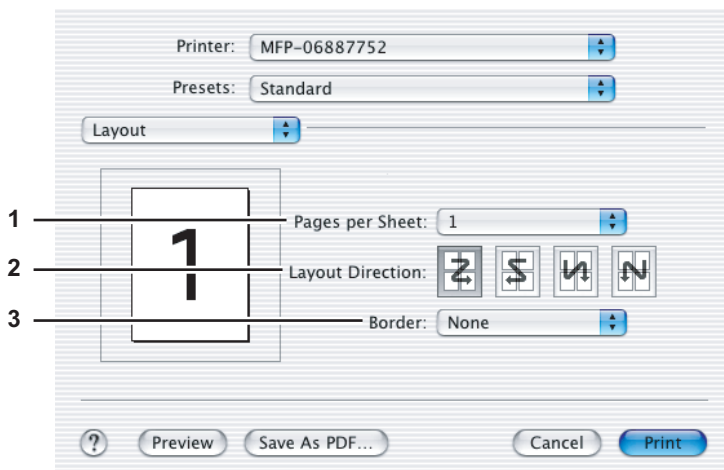 Printer: MFP-06887752
Presets: Standard
Layout
1
1 Pages per Sheet: 1
2 Layout Direction:
3 Border: None
? Preview Save As PDF... Cancel Print